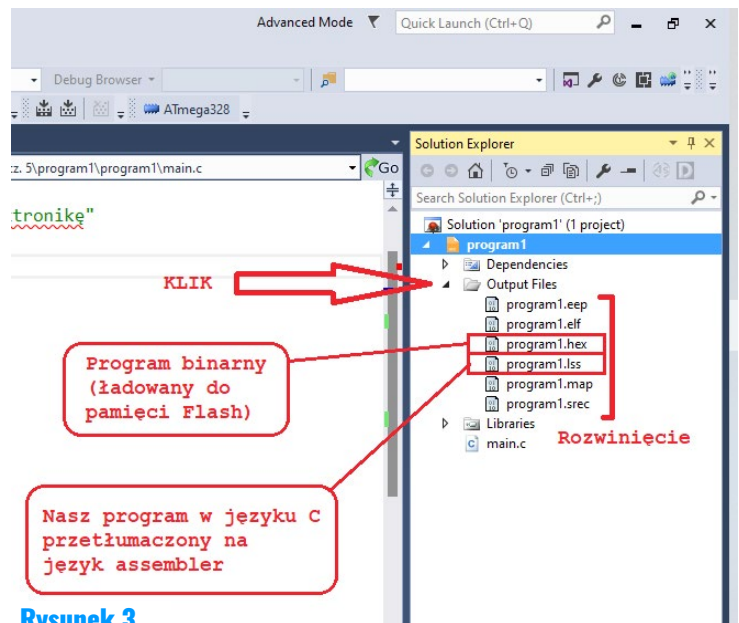 Advanced Mode Quick Launch (Ctrl+Q)
Debug Browser
ATmega328
z. 5\program1\program1\main.c Go
tronikę"
Solution Explorer
Search Solution Explorer (Ctrl+;)
Solution 'program1' (1 project)
program1
Dependencies
Output Files
program1.eep
program1.elf
program1.hex
program1.lss
program1.map
program1.srec
Libraries
main.c
KLIK
Program binarny
(ładowany do
pamięci Flash)
Rozwinięcie
Nasz program w języku C
przetłumaczony na
język assembler
Rysunek 3